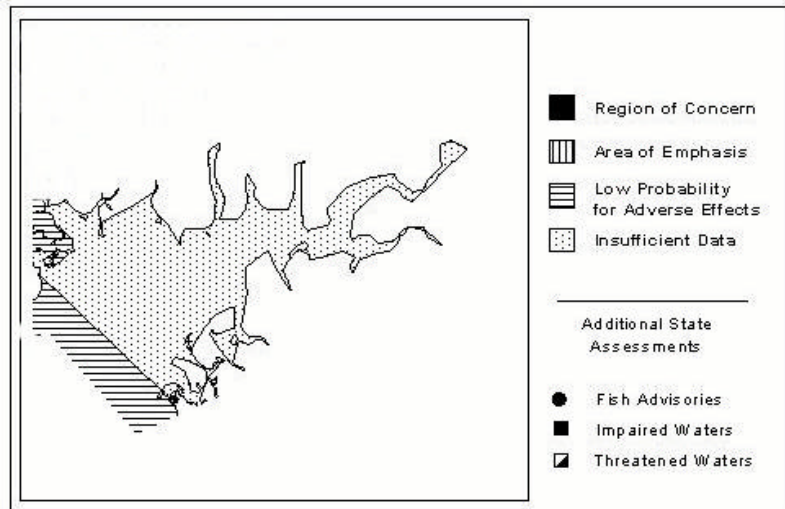 Region of Concern
Area of Emphasis
Low Probability
for Adverse Effects
Insufficient Data
Additional State
Assessments
Fish Advisories
Impaired Waters
Threatened Waters